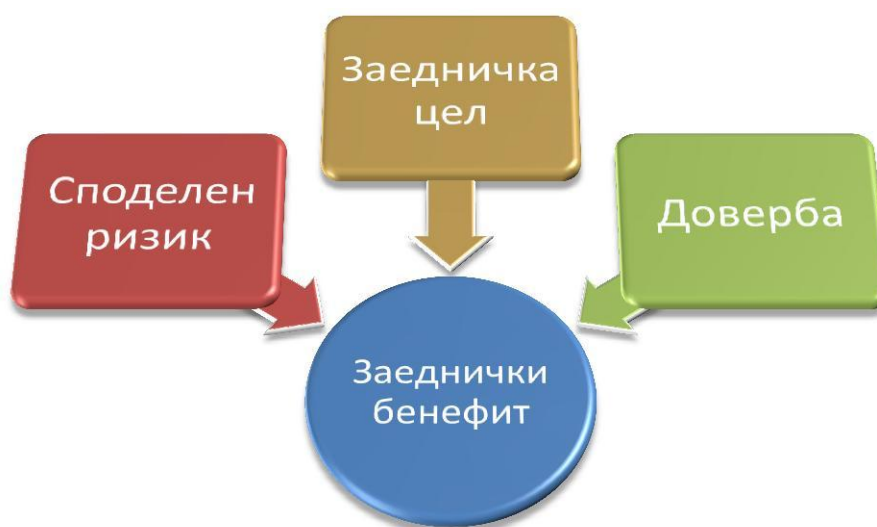 Заедничка
цел
Споделен
ризик
Доверба
Заеднички
бенефит